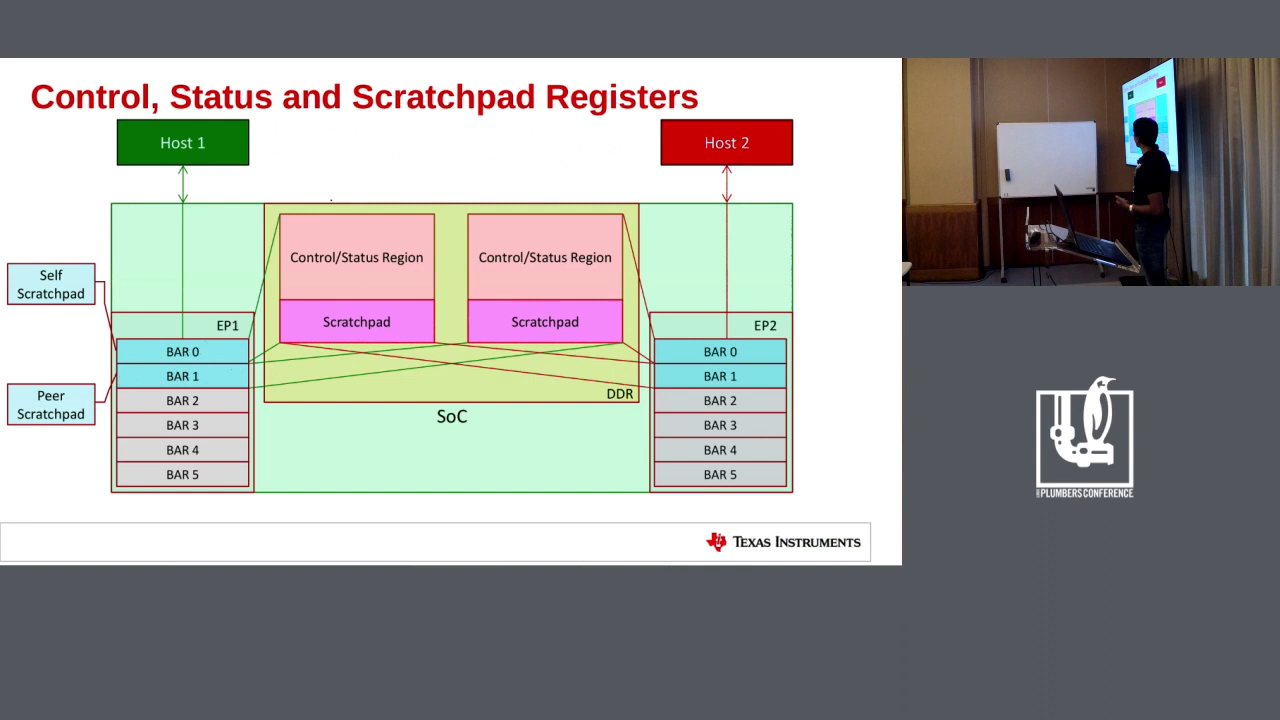 Control, Status and Scratchpad Registers
Host 1
Host 2
Control/Status Region
Control/Status Region
Self
Scratchpad
Scratchpad
Scratchpad
EP1
EP2
BAR 0
BAR 1
BAR 2
BAR 3
BAR 4
BAR 5
BAR 0
BAR 1
BAR 2
BAR 3
BAR 4
BAR 5
Peer
Scratchpad
DDR
SoC
TEXAS INSTRUMENTS
PLUMBERS CONFERENCE